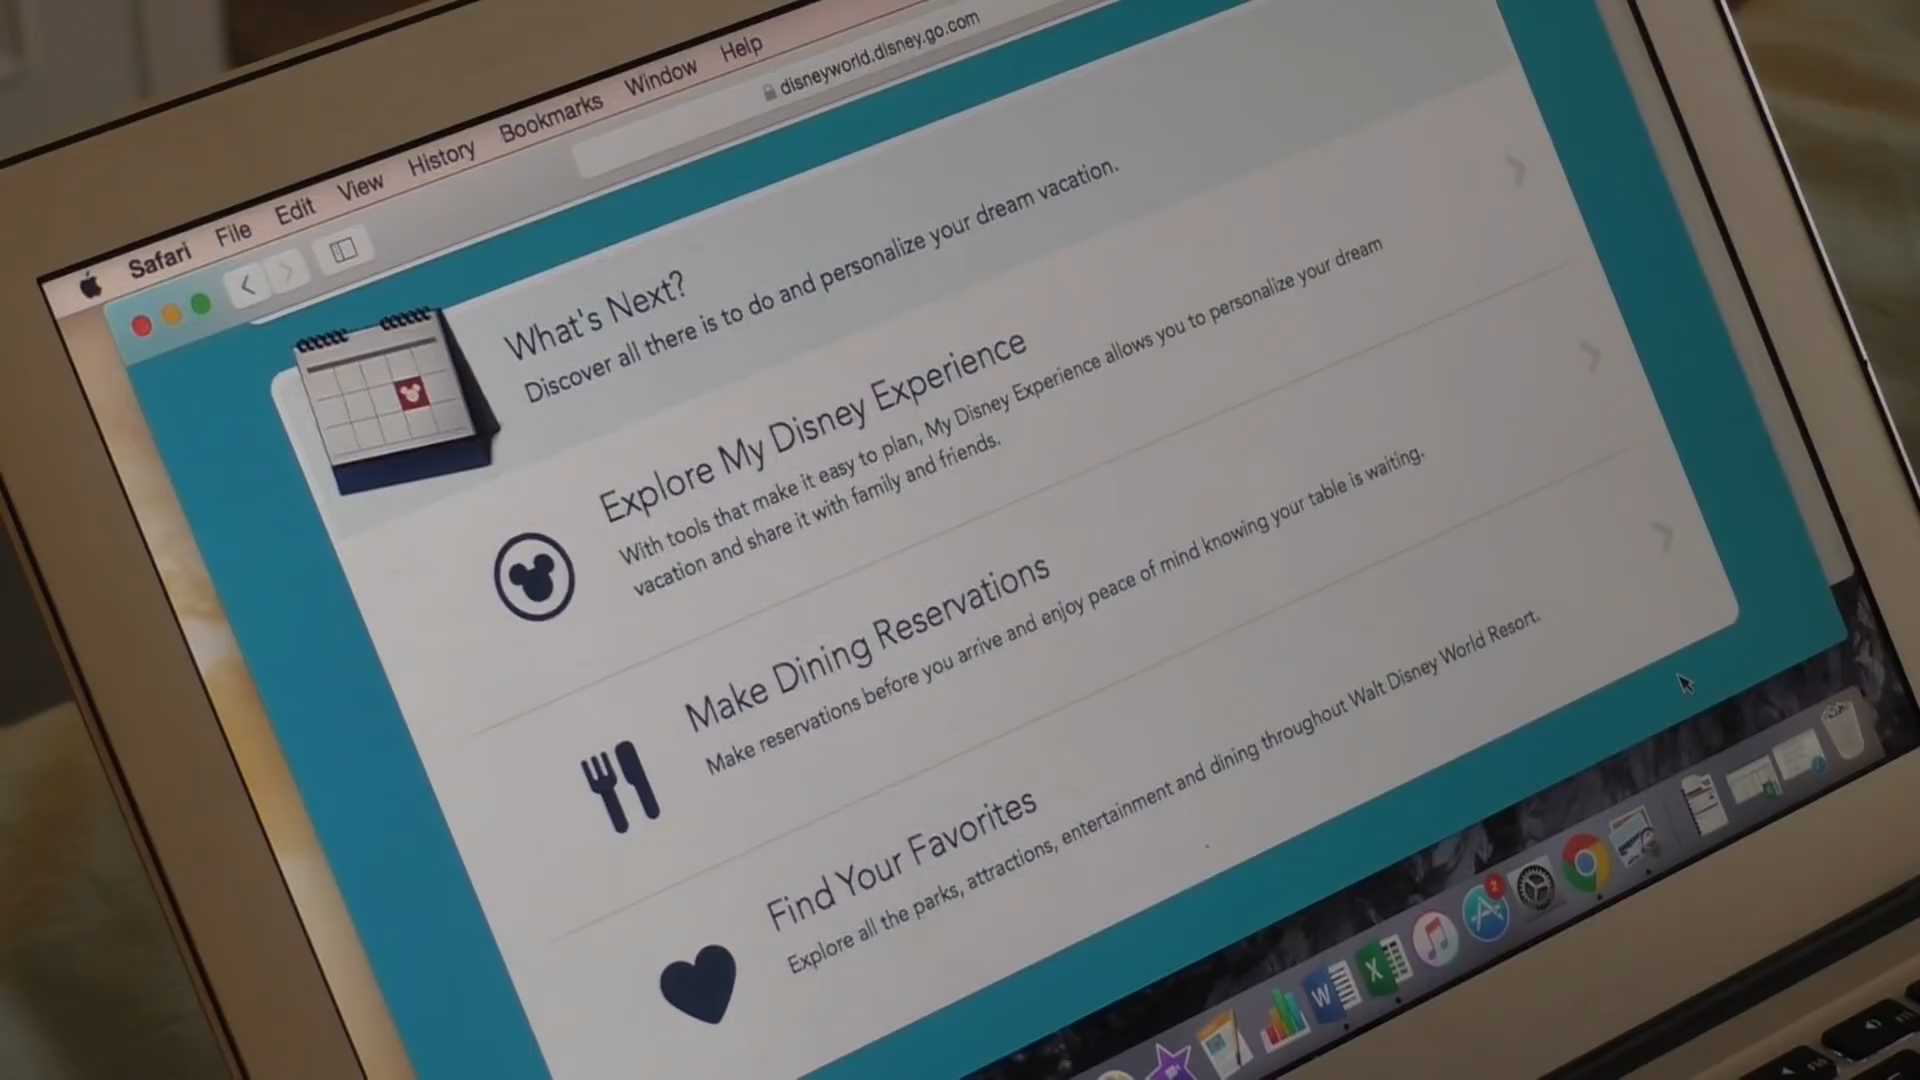 Safari File Edit View History Bookmarks Window Help
disneyworld.disney.go.com
What's Next?
Discover all there is to do and personalize your dream vacation.
Explore My Disney Experience
With tools that make it easy to plan, My Disney Experience allows you to personalize your dream
vacation and share it with family and friends.
Make Dining Reservations
Make reservations before you arrive and enjoy peace of mind knowing your table is waiting.
Find Your Favorites
Explore all the parks, attractions, entertainment and dining throughout Walt Disney World Resort.
W
X
2